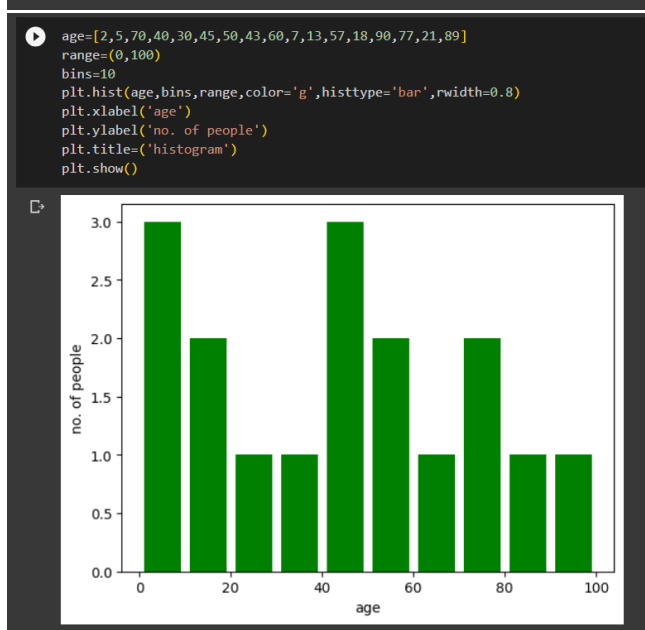 age=[2,5,70,40,30,45,50,43,60,7,13,57,18,90,77,21,89]
range=(0,100)
bins=10
plt.hist(age,bins,range,color='g',histtype='bar',rwidth=0.8)
plt.xlabel('age')
plt.ylabel('no. of people')
plt.title=('histogram')
plt.show()
3.0
2.5
2.0
1.5
1.0
0.5
0.0
no. of people
0 20 40 60 80 100
age